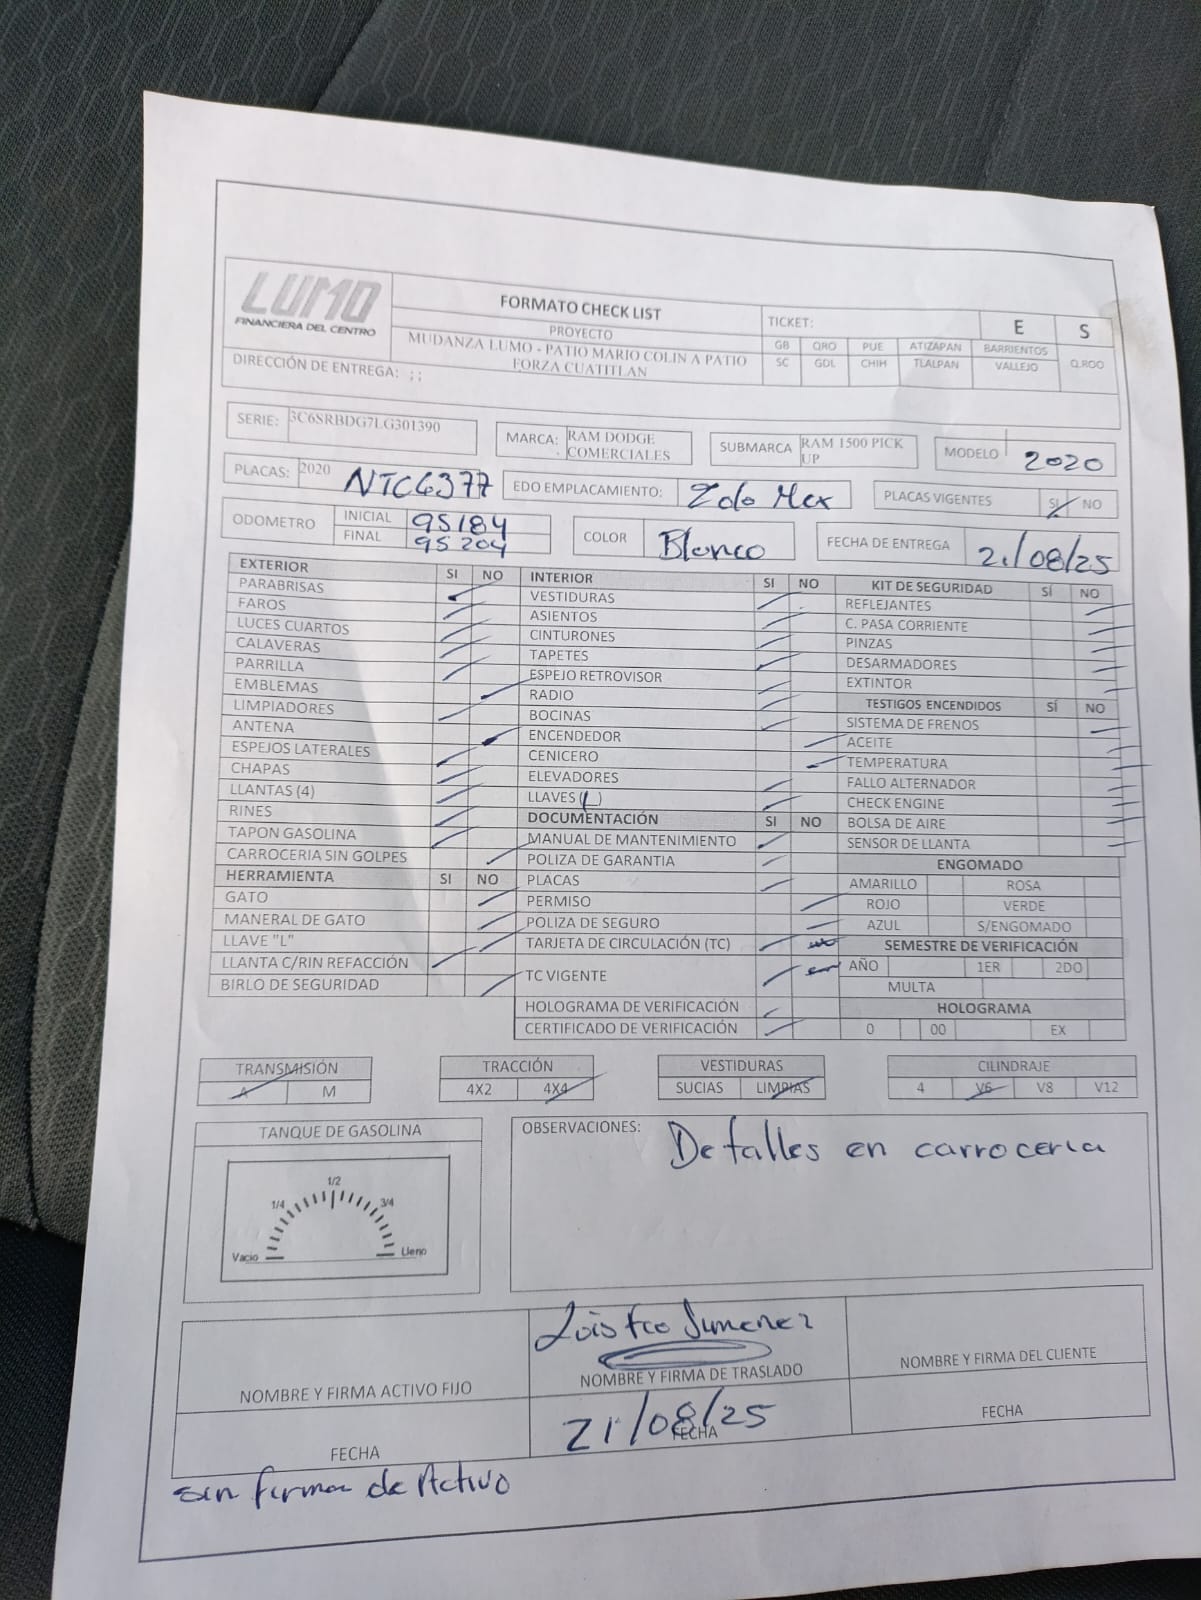 LUMO
FINANCIERA DEL CENTRO
FORMATO CHECK LIST
PROYECTO
MUDANZA LUMO - PATIO MARIO COLIN A PATIO
FORZA CUATITLAN
TICKET: E S
GB QRO PUE ATIZAPAN BARRIENTOS
SC GDL CHIH TLALPAN VALLEJO Q.ROO
DIRECCIÓN DE ENTREGA: ; ;
SERIE: 3C6SRBDG7LG301390
MARCA: RAM DODGE
COMERCIALES
SUBMARCA RAM 1500 PICK
UP
MODELO 2020
PLACAS: 2020 NTC6377
EDO EMPLACAMIENTO: Edo Mex
PLACAS VIGENTES SI NO
ODOMETRO INICIAL 95184
FINAL 95204
COLOR Blanco
FECHA DE ENTREGA 21/08/25
EXTERIOR SI NO
PARABRISAS
FAROS
LUCES CUARTOS
CALAVERAS
PARRILLA
EMBLEMAS
LIMPIADORES
ANTENA
ESPEJOS LATERALES
CHAPAS
LLANTAS (4)
RINES
TAPON GASOLINA
CARROCERIA SIN GOLPES
HERRAMIENTA SI NO
GATO
MANERAL DE GATO
LLAVE "L"
LLANTA C/RIN REFACCIÓN
BIRLO DE SEGURIDAD
INTERIOR SI NO
VESTIDURAS
ASIENTOS
CINTURONES
TAPETES
ESPEJO RETROVISOR
RADIO
BOCINAS
ENCENDEDOR
CENICERO
ELEVADORES
LLAVES (1)
DOCUMENTACIÓN SI NO
MANUAL DE MANTENIMIENTO
POLIZA DE GARANTIA
PLACAS
PERMISO
POLIZA DE SEGURO
TARJETA DE CIRCULACIÓN (TC)
TC VIGENTE
HOLOGRAMA DE VERIFICACIÓN
CERTIFICADO DE VERIFICACIÓN
KIT DE SEGURIDAD SÍ NO
REFLEJANTES
C. PASA CORRIENTE
PINZAS
DESARMADORES
EXTINTOR
TESTIGOS ENCENDIDOS SÍ NO
SISTEMA DE FRENOS
ACEITE
TEMPERATURA
FALLO ALTERNADOR
CHECK ENGINE
BOLSA DE AIRE
SENSOR DE LLANTA
ENGOMADO
AMARILLO ROSA
ROJO VERDE
AZUL S/ENGOMADO
SEMESTRE DE VERIFICACIÓN
AÑO 1ER 2DO
MULTA
HOLOGRAMA
0 00 EX
TRANSMISIÓN
A M
TRACCIÓN
4X2 4X4
VESTIDURAS
SUCIAS LIMPIAS
CILINDRAJE
4 V6 V8 V12
TANQUE DE GASOLINA
1/2
1/4 3/4
Vacio Lleno
OBSERVACIONES: Detalles en carroceria
NOMBRE Y FIRMA ACTIVO FIJO
FECHA
Luis Fco Jimenez
NOMBRE Y FIRMA DE TRASLADO
21/08/25
FECHA
NOMBRE Y FIRMA DEL CLIENTE
FECHA
sin firma de Activo